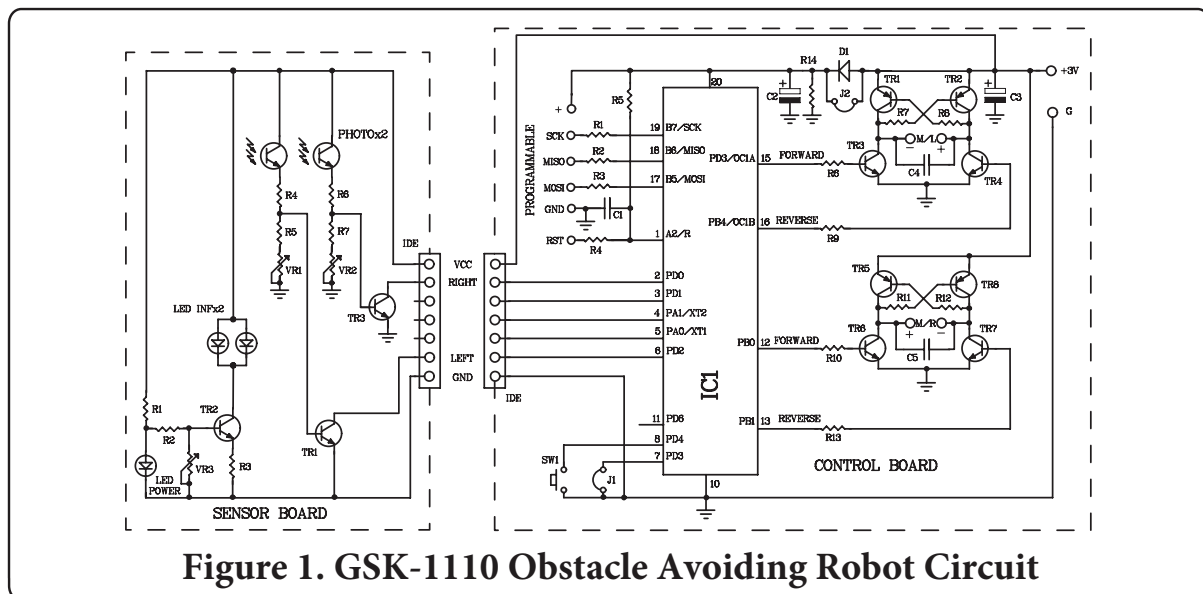 PHOTOx2
R4
R6
R5
R7
VR1
VR2
TR3
LED INFx2
R1
R2
TR2
VR3
R3
TR1
LED
POWER
SENSOR BOARD
IDE
VCC
RIGHT
LEFT
GND
IDE
PROGRAMMABLE
+
SCK
MISO
MOSI
GND
RST
R5
R1
R2
R3
C1
R4
20
19 B7/SCK
18 B6/MISO
17 B5/MOSI
1 A2/R
2 PD0
3 PD1
4 PA1/XT2
5 PA0/XT1
6 PD2
11 PD6
8 PD4
7 PD3
10
IC1
PD3/OC1A 15 FORWARD
PB4/OC1B 16 REVERSE
PB0 12 FORWARD
PB1 13 REVERSE
SW1
J1
C2
+
R14
D1
J2
TR1
TR2
R7
R8
M/L
- +
C4
TR3
TR4
R6
R9
C3
+
+3V
G
TR5
TR8
R11
R12
M/R
+ -
C5
TR6
TR7
R10
R13
CONTROL BOARD
Figure 1. GSK-1110 Obstacle Avoiding Robot Circuit